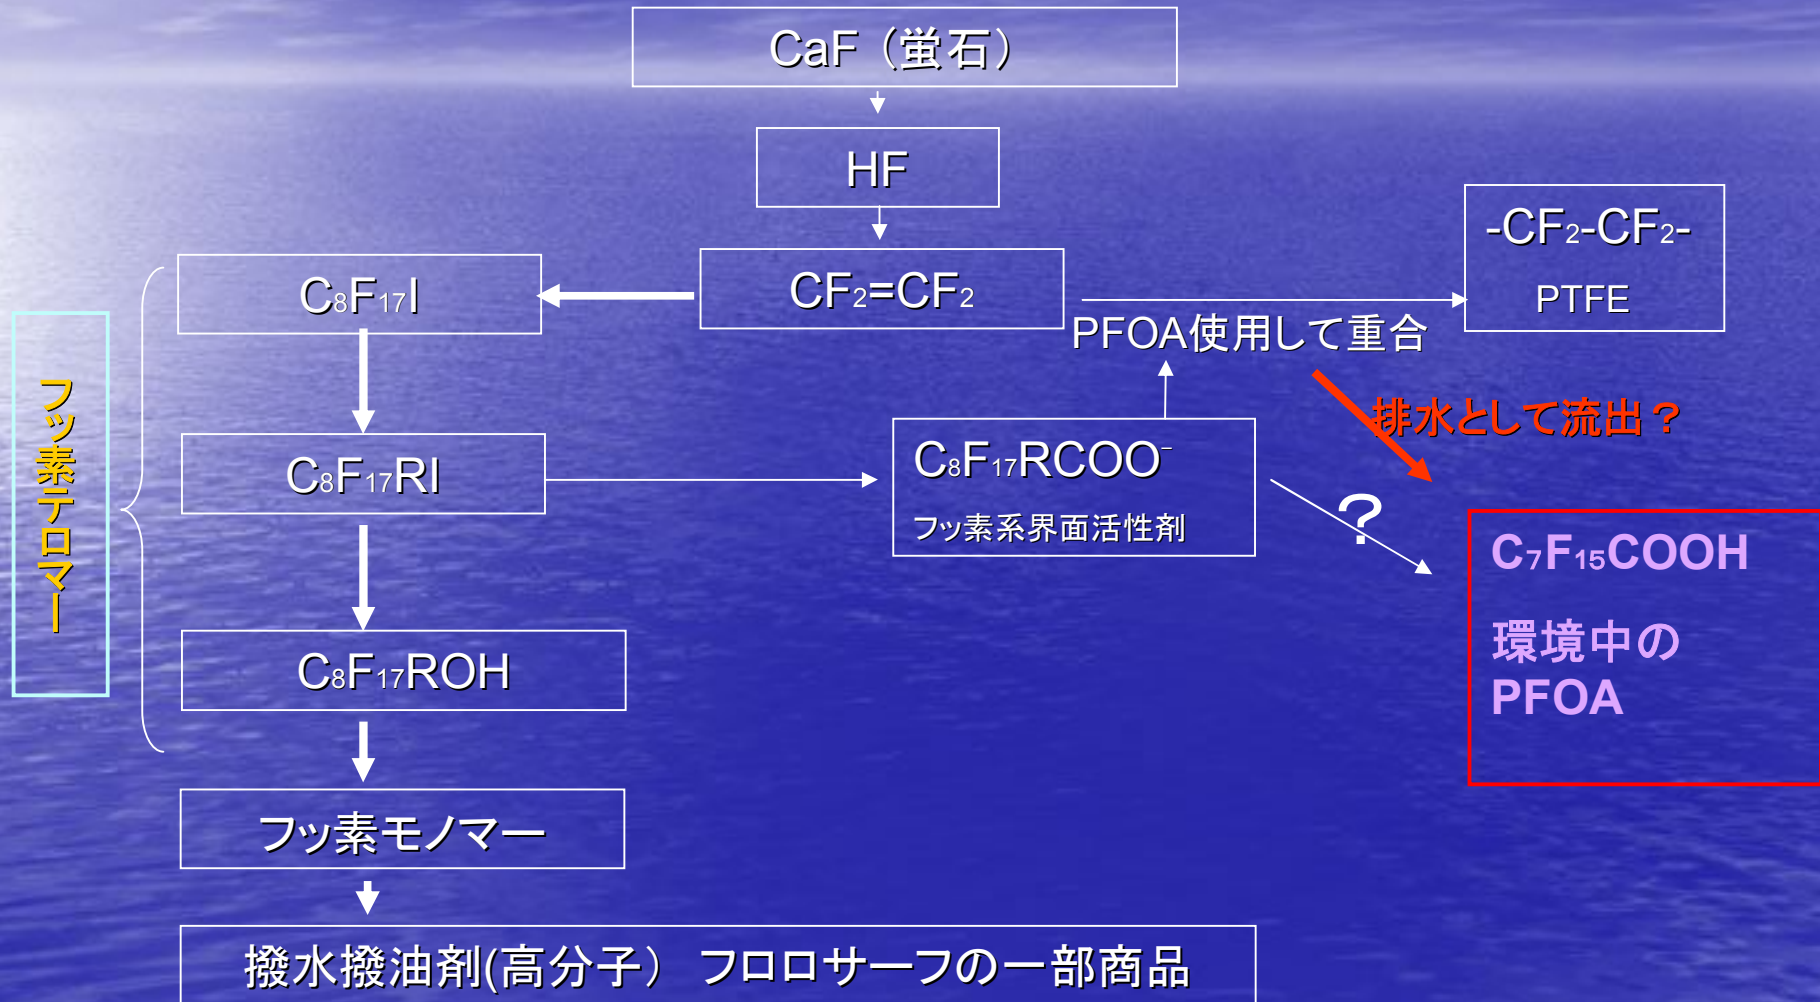 CaF（蛍石）
HF
CF₂=CF₂
-CF₂-CF₂-
PTFE
C₈F₁₇I
PFOA使用して重合
排水として流出？
フッ素テロマー
C₈F₁₇RI
C₈F₁₇RCOO⁻
フッ素系界面活性剤
？
C₇F₁₅COOH
環境中の
PFOA
C₈F₁₇ROH
フッ素モノマー
撥水撥油剤(高分子） フロロサーフの一部商品